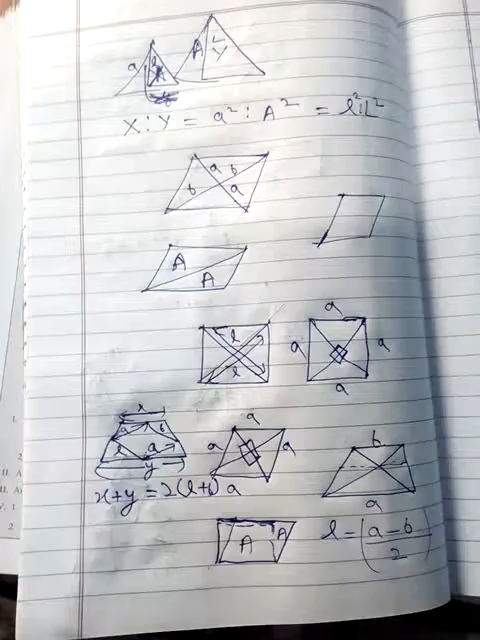 a A L
X Y
X : Y = a² : A² = l² : L²
a b
b a
A
A
a
l a a
l a
x a
a b a a b
l a
y a
x+y = 2(l+b) a
A A l = (a-b/2)